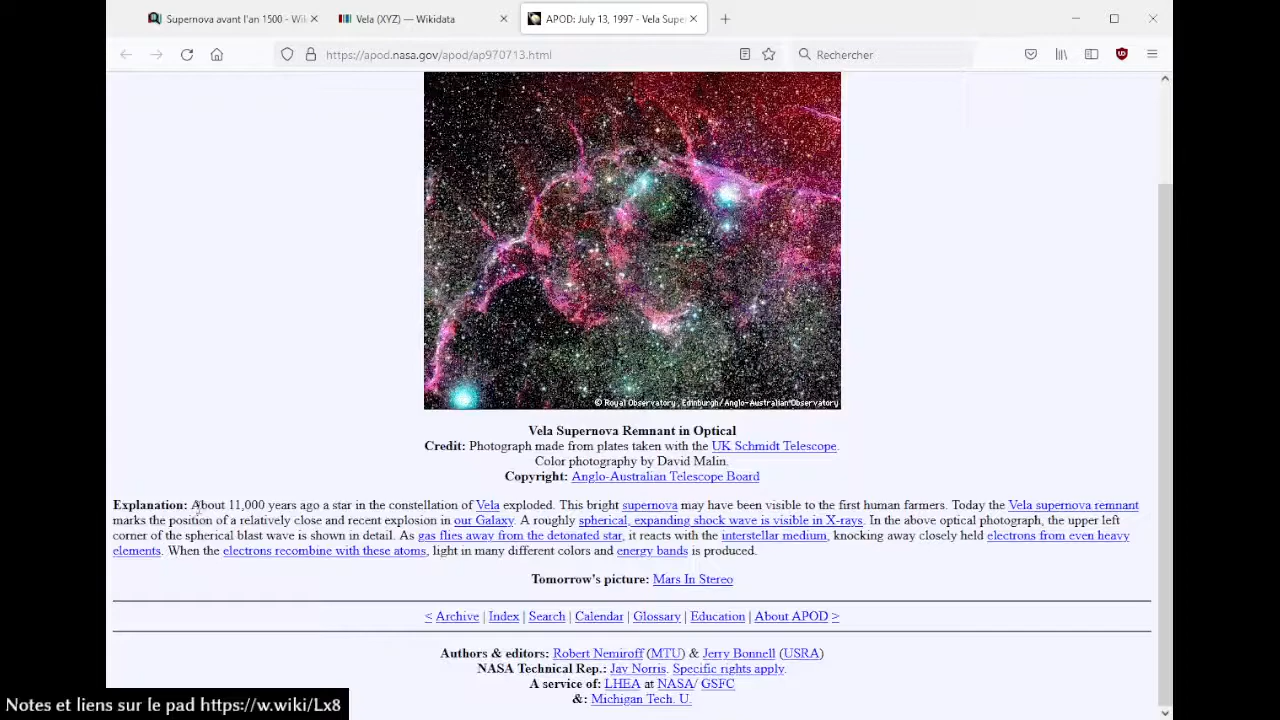 Supernova avant l'an 1500 - Wi
Vela (XYZ) — Wikidata
APOD: July 13, 1997 - Vela Supe
https://apod.nasa.gov/apod/ap970713.html
Rechercher
© Royal Observatory, Edinburgh/Anglo-Australian Observatory
Vela Supernova Remnant in Optical
Credit: Photograph made from plates taken with the UK Schmidt Telescope.
Color photography by David Malin.
Copyright: Anglo-Australian Telescope Board
Explanation: About 11,000 years ago a star in the constellation of Vela exploded. This bright supernova may have been visible to the first human farmers. Today the Vela supernova remnant
marks the position of a relatively close and recent explosion in our Galaxy. A roughly spherical, expanding shock wave is visible in X-rays. In the above optical photograph, the upper left
corner of the spherical blast wave is shown in detail. As gas flies away from the detonated star, it reacts with the interstellar medium, knocking away closely held electrons from even heavy
elements. When the electrons recombine with these atoms, light in many different colors and energy bands is produced.
Tomorrow's picture: Mars In Stereo
< Archive | Index | Search | Calendar | Glossary | Education | About APOD >
Authors & editors: Robert Nemiroff (MTU) & Jerry Bonnell (USRA)
NASA Technical Rep.: Jay Norris. Specific rights apply.
A service of: LHEA at NASA/ GSFC
&: Michigan Tech. U.
Notes et liens sur le pad https://w.wiki/Lx8